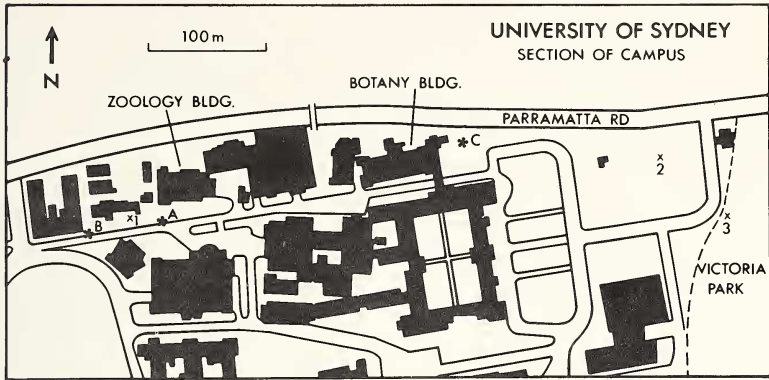 UNIVERSITY OF SYDNEY
SECTION OF CAMPUS
100 m
N
ZOOLOGY BLDG.
BOTANY BLDG.
PARRAMATTA RD
C
2
1
A
B
3
VICTORIA
PARK